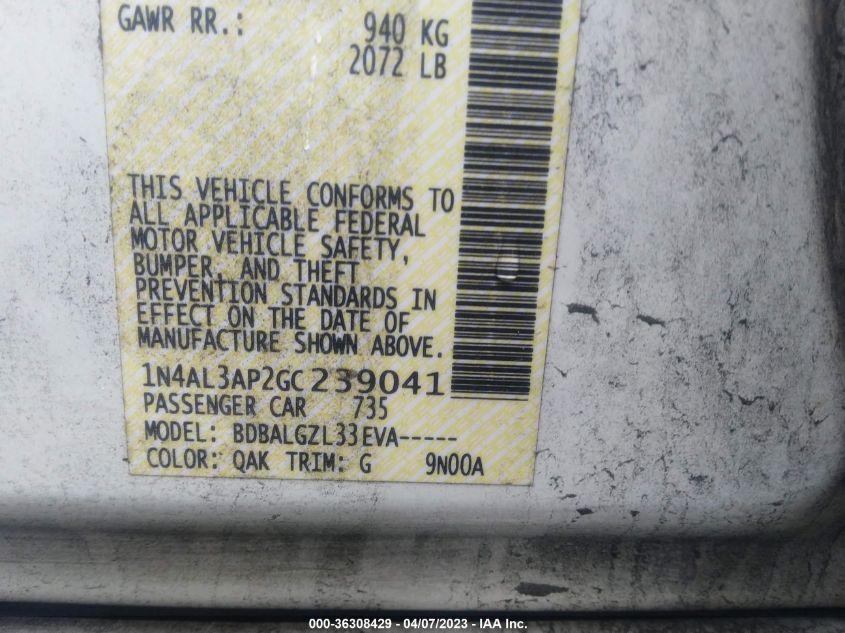 GAWR RR.: 940 KG
2072 LB
THIS VEHICLE CONFORMS TO
ALL APPLICABLE FEDERAL
MOTOR VEHICLE SAFETY,
BUMPER, AND THEFT
PREVENTION STANDARDS IN
EFFECT ON THE DATE OF
MANUFACTURE SHOWN ABOVE.
1N4AL3AP2GC239041
PASSENGER CAR 735
MODEL: BDBALGZL33EVA-----
COLOR: QAK TRIM: G 9N00A
000-36308429 - 04/07/2023 - IAA Inc.